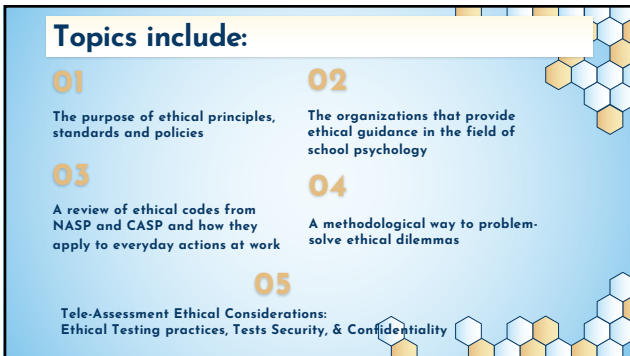 Topics include:
01
The purpose of ethical principles,
standards and policies
02
The organizations that provide
ethical guidance in the field of
school psychology
03
A review of ethical codes from
NASP and CASP and how they
apply to everyday actions at work
04
A methodological way to problem-
solve ethical dilemmas
05
Tele-Assessment Ethical Considerations:
Ethical Testing practices, Tests Security, & Confidentiality